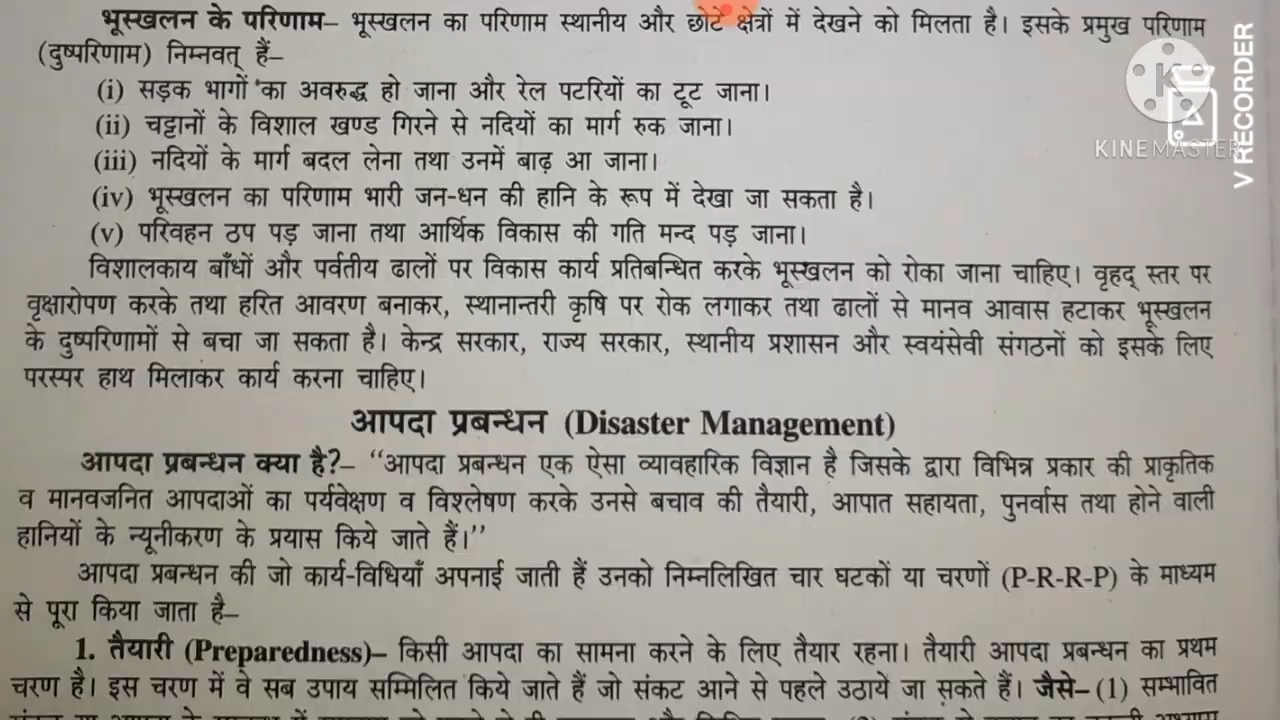 भूस्खलन के परिणाम– भूस्खलन का परिणाम स्थानीय और छोटे क्षेत्रों में देखने को मिलता है। इसके प्रमुख परिणाम
(दुष्परिणाम) निम्नवत् हैं–
(i) सड़क भागों का अवरुद्ध हो जाना और रेल पटरियों का टूट जाना।
(ii) चट्टानों के विशाल खण्ड गिरने से नदियों का मार्ग रुक जाना।
(iii) नदियों के मार्ग बदल लेना तथा उनमें बाढ़ आ जाना।
(iv) भूस्खलन का परिणाम भारी जन-धन की हानि के रूप में देखा जा सकता है।
(v) परिवहन ठप पड़ जाना तथा आर्थिक विकास की गति मन्द पड़ जाना।
विशालकाय बाँधों और पर्वतीय ढालों पर विकास कार्य प्रतिबन्धित करके भूस्खलन को रोका जाना चाहिए। वृहद् स्तर पर
वृक्षारोपण करके तथा हरित आवरण बनाकर, स्थानान्तरी कृषि पर रोक लगाकर तथा ढालों से मानव आवास हटाकर भूस्खलन
के दुष्परिणामों से बचा जा सकता है। केन्द्र सरकार, राज्य सरकार, स्थानीय प्रशासन और स्वयंसेवी संगठनों को इसके लिए
परस्पर हाथ मिलाकर कार्य करना चाहिए।
आपदा प्रबन्धन (Disaster Management)
आपदा प्रबन्धन क्या है?– “आपदा प्रबन्धन एक ऐसा व्यावहारिक विज्ञान है जिसके द्वारा विभिन्न प्रकार की प्राकृतिक
व मानवजनित आपदाओं का पर्यवेक्षण व विश्लेषण करके उनसे बचाव की तैयारी, आपात सहायता, पुनर्वास तथा होने वाली
हानियों के न्यूनीकरण के प्रयास किये जाते हैं।”
आपदा प्रबन्धन की जो कार्य-विधियाँ अपनाई जाती हैं उनको निम्नलिखित चार घटकों या चरणों (P-R-R-P) के माध्यम
से पूरा किया जाता है–
1. तैयारी (Preparedness)– किसी आपदा का सामना करने के लिए तैयार रहना। तैयारी आपदा प्रबन्धन का प्रथम
चरण है। इस चरण में वे सब उपाय सम्मिलित किये जाते हैं जो संकट आने से पहले उठाये जा सकते हैं। जैसे– (1) सम्भावित
K
KINEMASTER
V RECORDER